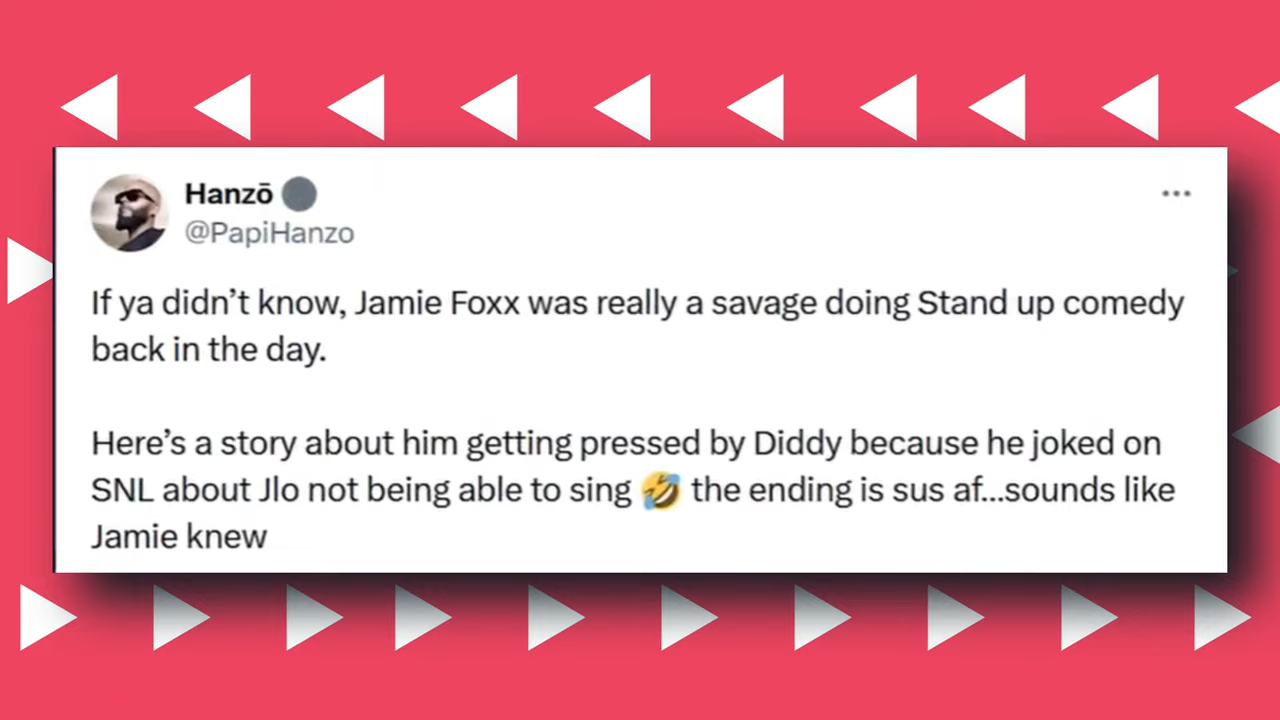 Hanzō
@PapiHanzo
If ya didn’t know, Jamie Foxx was really a savage doing Stand up comedy
back in the day.
Here’s a story about him getting pressed by Diddy because he joked on
SNL about Jlo not being able to sing 🤣 the ending is sus af...sounds like
Jamie knew